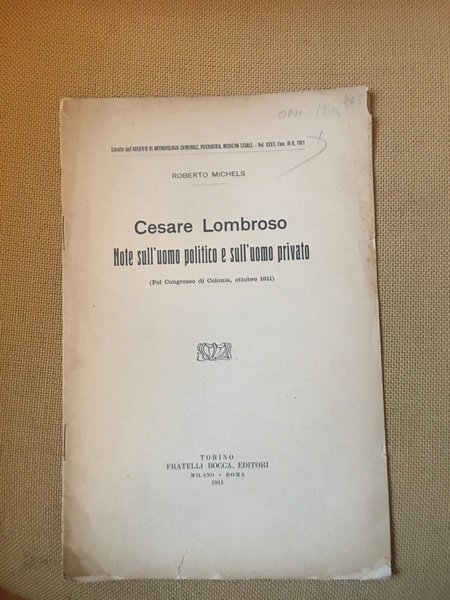 OPM. 1904
Estratto dall'ARCHIVIO DI ANTROPOLOGIA CRIMINALE, PSICHIATRIA, MEDICINA LEGALE. - Vol. XXXII, Fasc. IV-V, 1911
ROBERTO MICHELS
Cesare Lombroso
Note sull'uomo politico e sull'uomo privato
(Pel Congresso di Colonia, ottobre 1911)
TORINO
FRATELLI BOCCA, EDITORI
MILANO - ROMA
1911